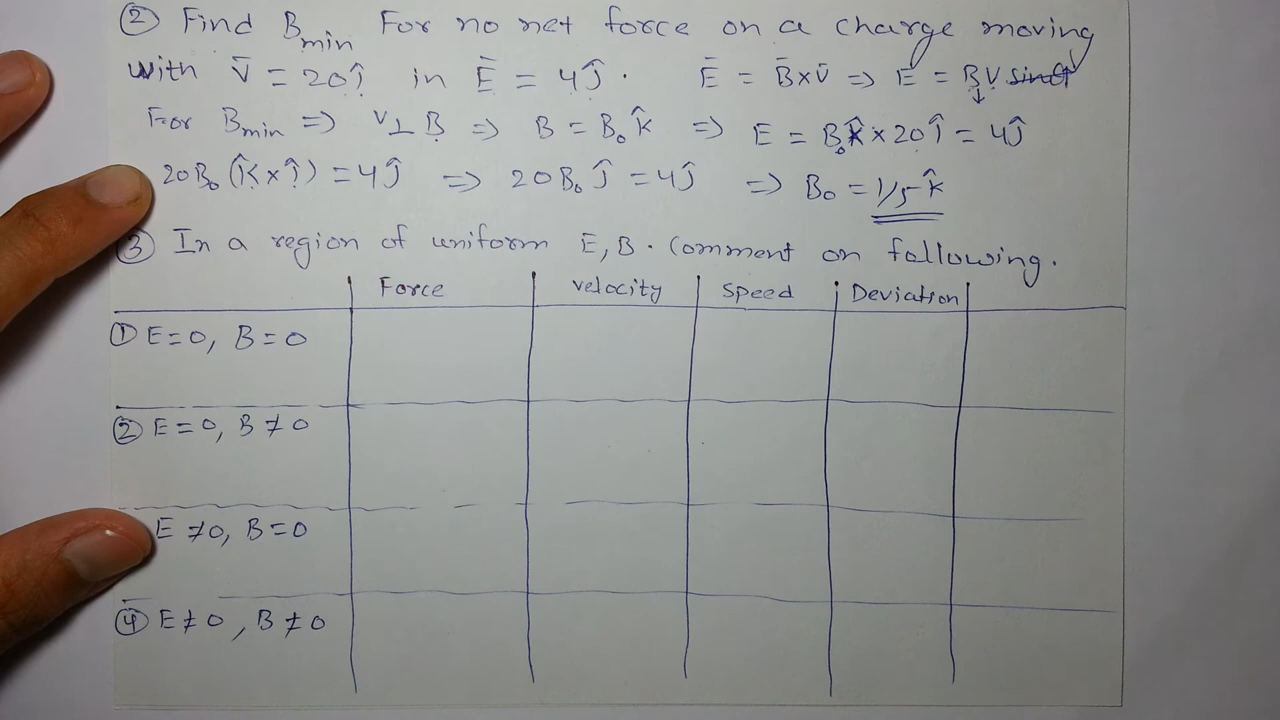 ② Find B̄min For no net force on a charge moving
with v̄ = 20î in Ē = 4ĵ. Ē = B̄×v̄ ⇒ E = BV sinθ
For Bmin ⇒ V⊥B ⇒ B = B₀k̂ ⇒ E = B₀k̂ × 20î = 4ĵ
20B₀(k̂×î) = 4ĵ ⇒ 20B₀ĵ = 4ĵ ⇒ B₀ = 1/5 k̂
③ In a region of uniform E, B. Comment on following.
Force velocity Speed Deviation
① E=0, B=0
② E=0, B≠0
E≠0, B=0
④ E≠0, B≠0